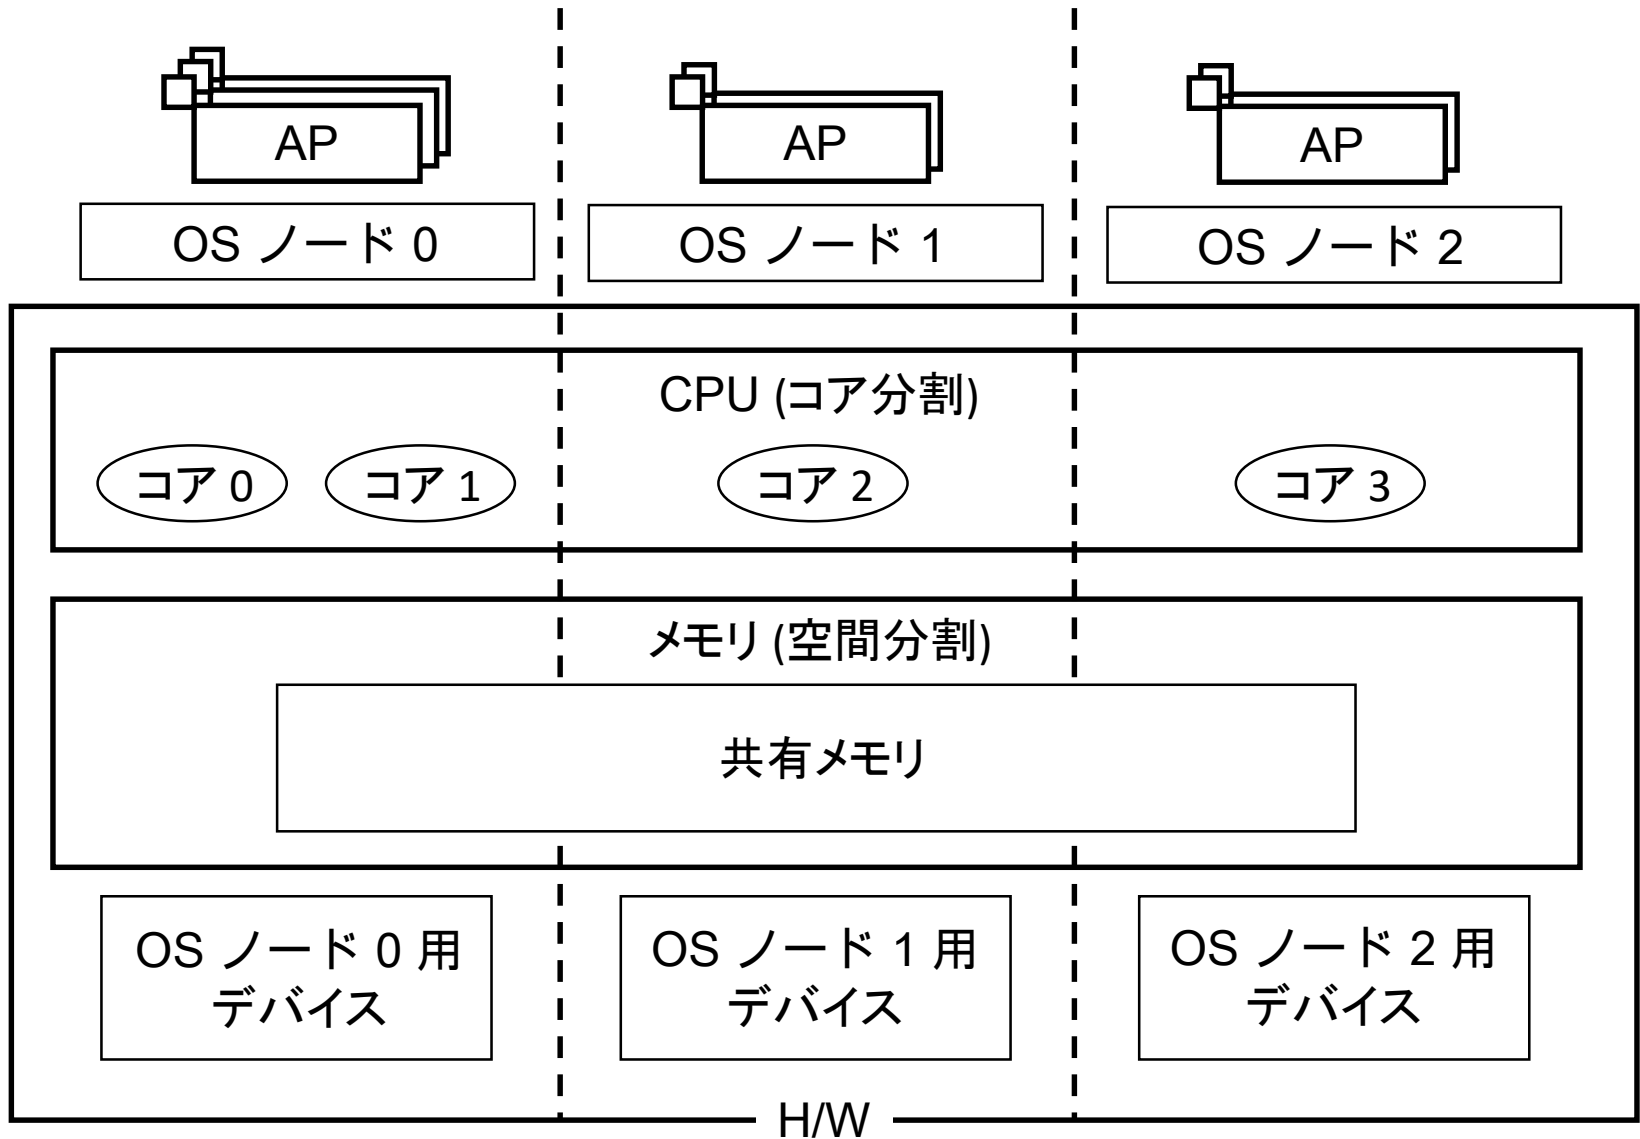 AP
AP
AP
OS ノード 0
OS ノード 1
OS ノード 2
CPU (コア分割)
コア 0
コア 1
コア 2
コア 3
メモリ (空間分割)
共有メモリ
OS ノード 0 用
デバイス
OS ノード 1 用
デバイス
OS ノード 2 用
デバイス
H/W